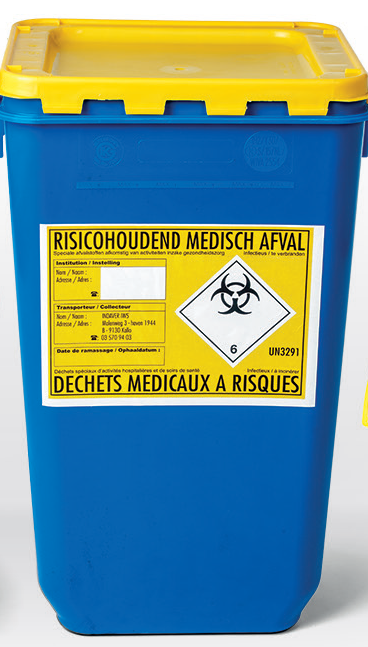 RISICOHOUDEND MEDISCH AFVAL
Speciale afvalstoffen afkomstig van activiteiten inzake gezondheidszorg Infectieus / te verbranden
Institution / Instelling
Nom / Naam :
Adresse / Adres :
☎:
Transporteur / Collecteur
Nom / Naam : INDAVER IWS
Adresse / Adres : Molenweg 3 - haven 1944
B - 9130 Kallo
☎: 03 570 94 03
Date de ramassage / Ophaaldatum :
6
UN3291
Déchets spéciaux d'activités hospitalières et de soins de santé Infectieux / à incinérer
DECHETS MEDICAUX A RISQUES